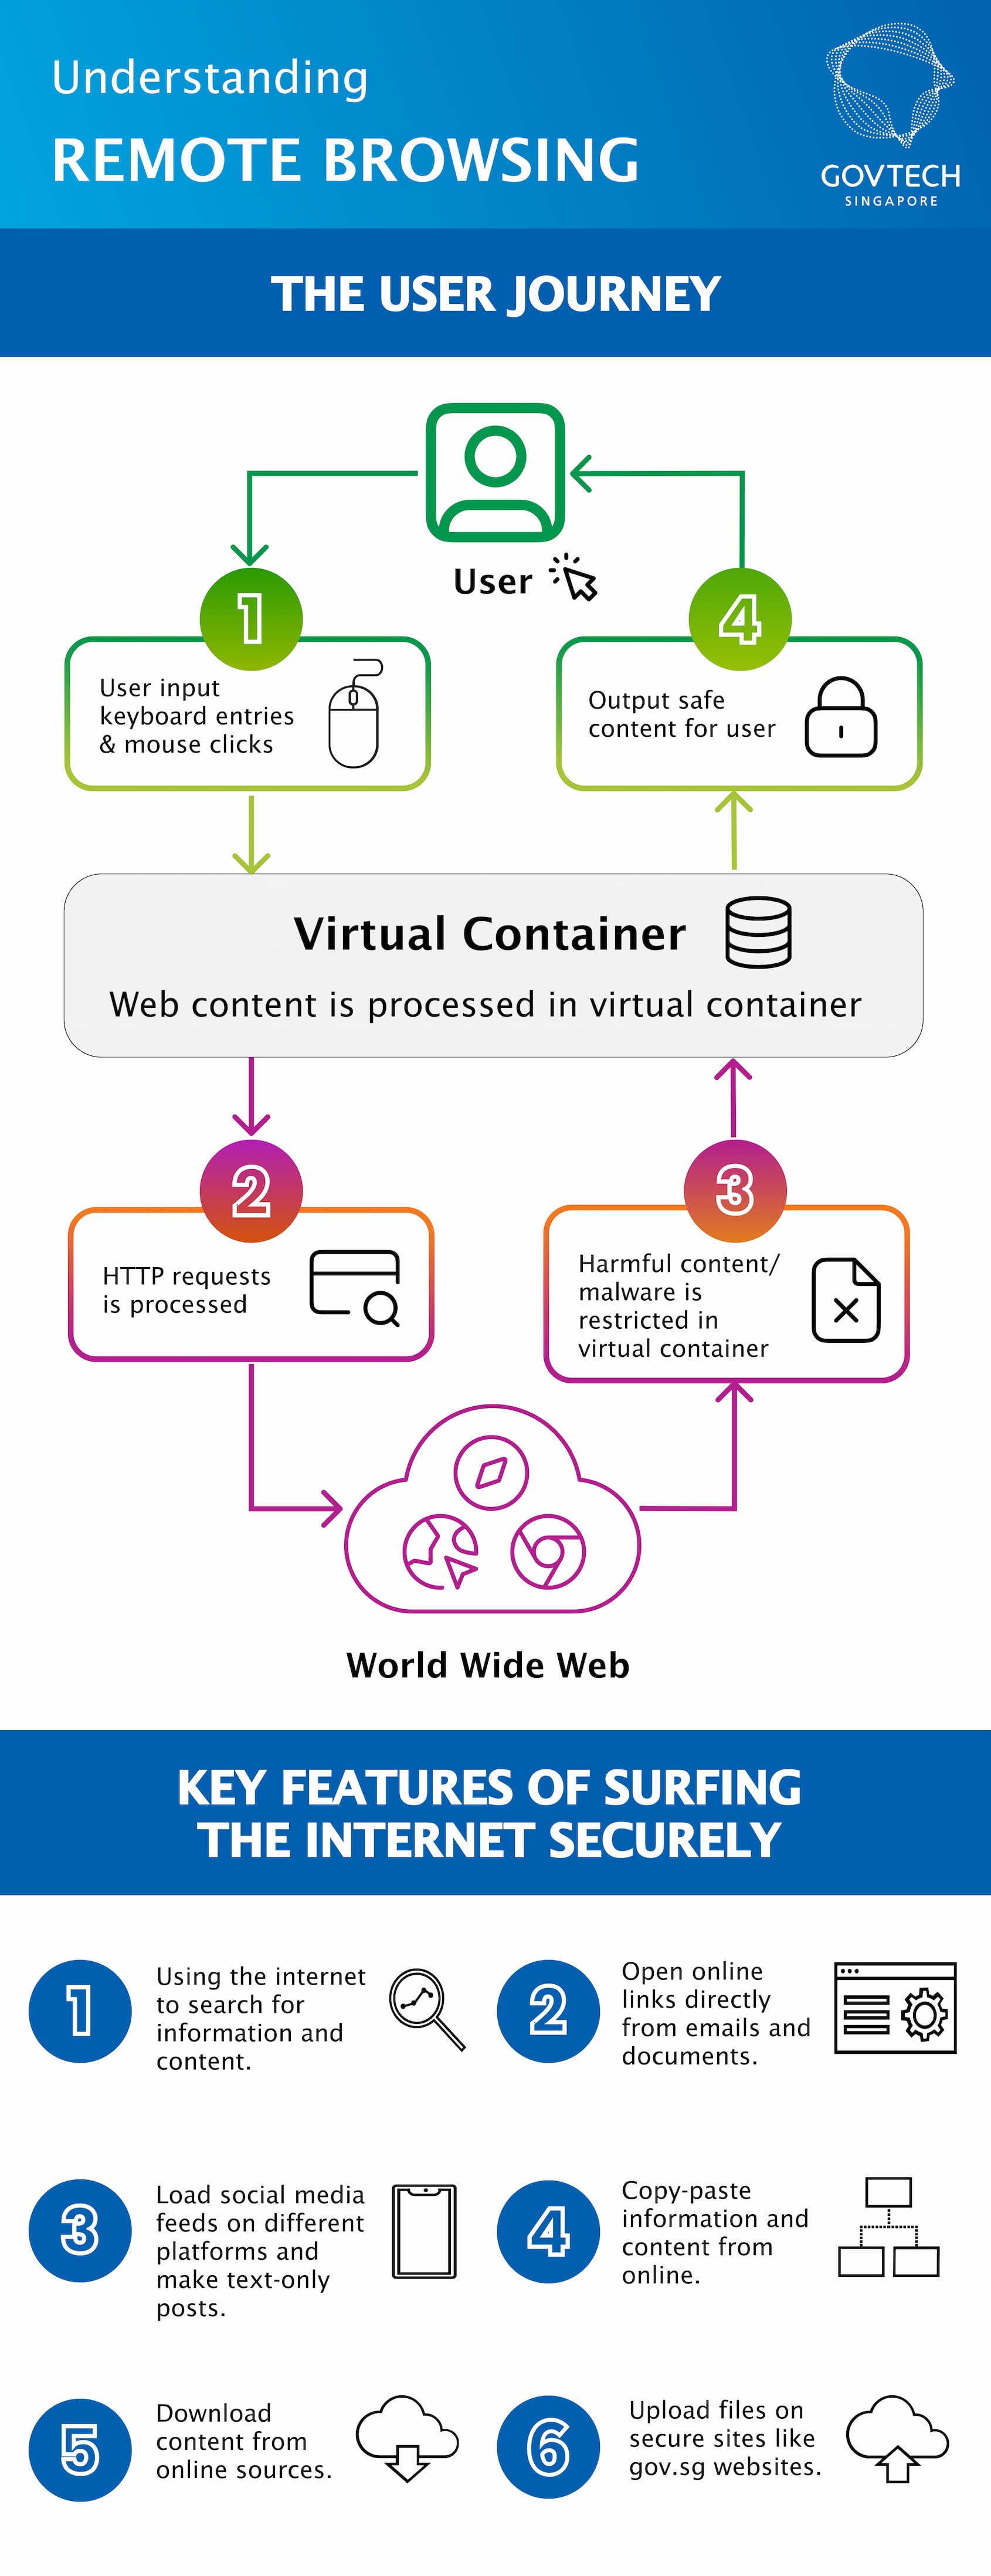 Understanding
REMOTE BROWSING
GOVTECH
SINGAPORE
THE USER JOURNEY
User
1
User input
keyboard entries
& mouse clicks
4
Output safe
content for user
Virtual Container
Web content is processed in virtual container
2
HTTP requests
is processed
3
Harmful content/
malware is
restricted in
virtual container
World Wide Web
KEY FEATURES OF SURFING
THE INTERNET SECURELY
1
Using the internet
to search for
information and
content.
2
Open online
links directly
from emails and
documents.
3
Load social media
feeds on different
platforms and
make text-only
posts.
4
Copy-paste
information and
content from
online.
5
Download
content from
online sources.
6
Upload files on
secure sites like
gov.sg websites.